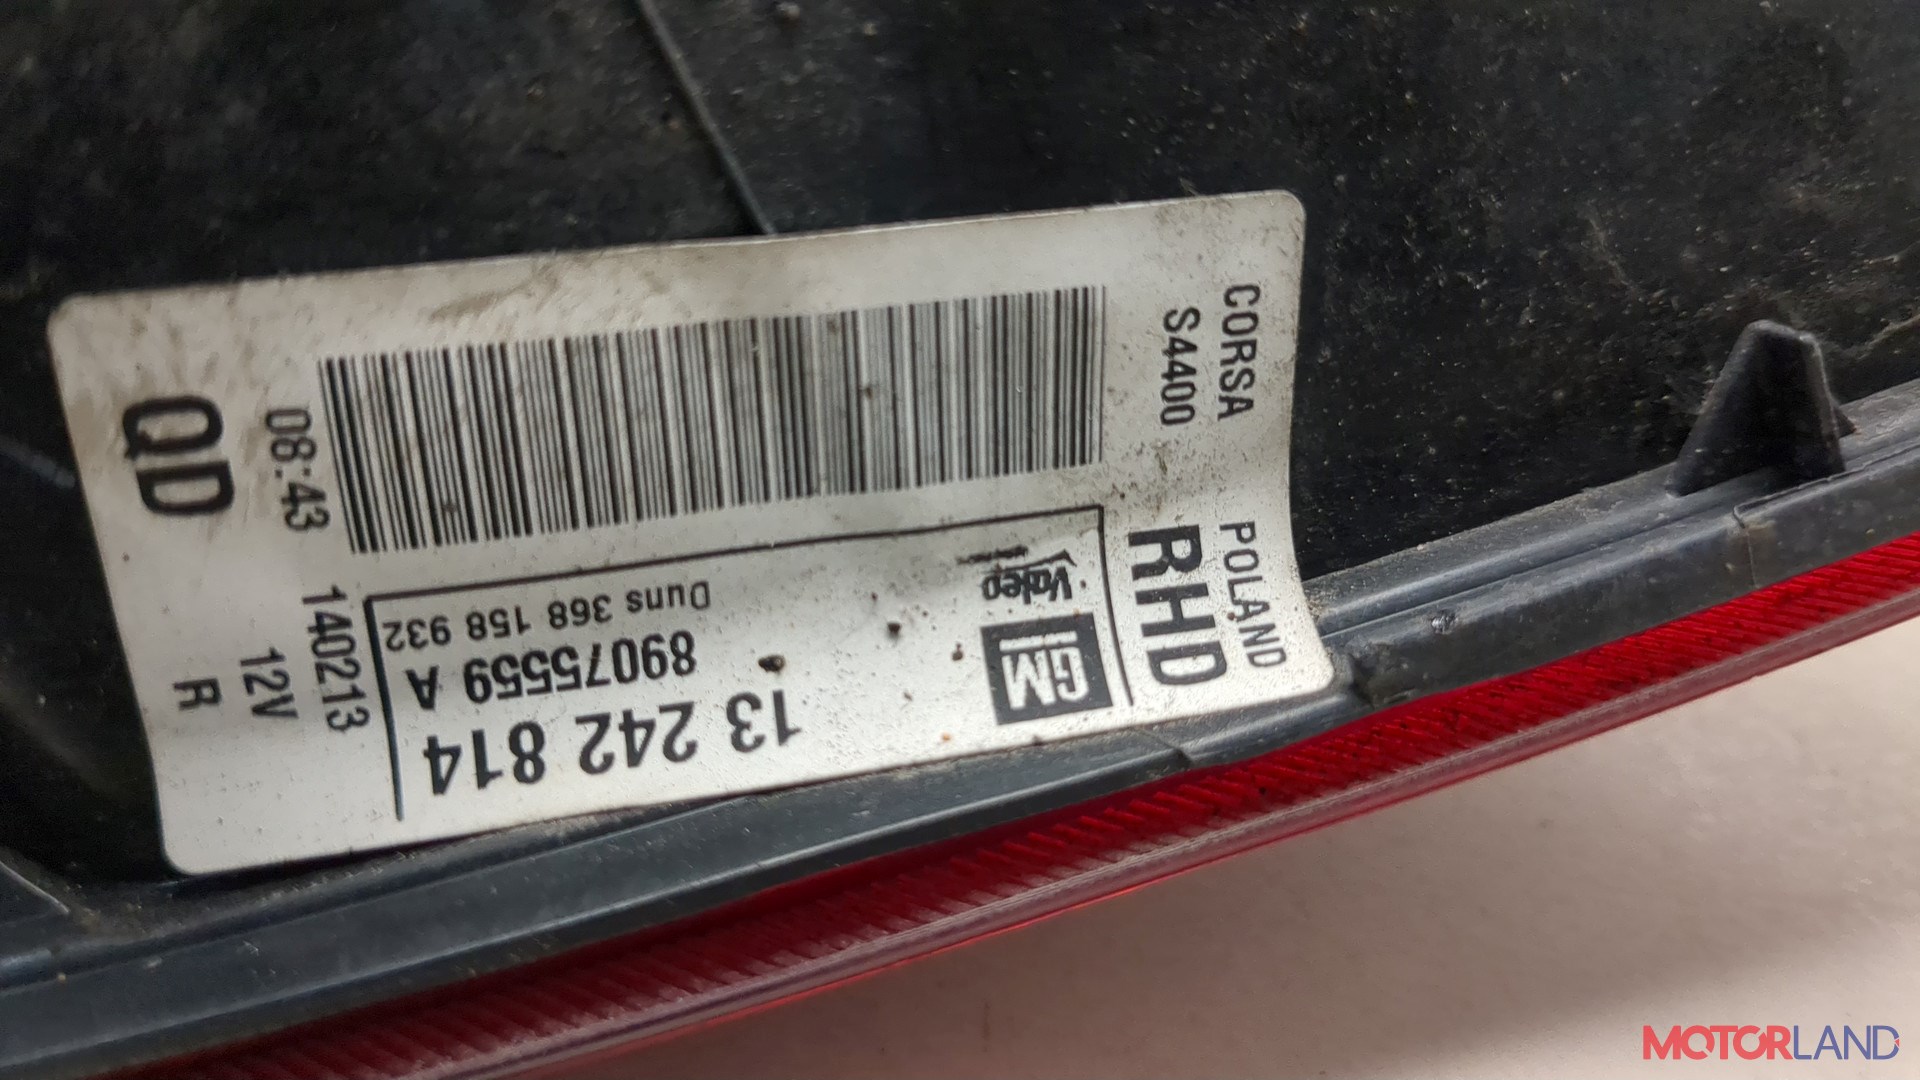 CORSA
POLAND
S4400
RHD
GM
Valeo
13 242 814
89075559 A
Duns 368 158 932
08:43
140213
12V
QD
R
MOTORLAND